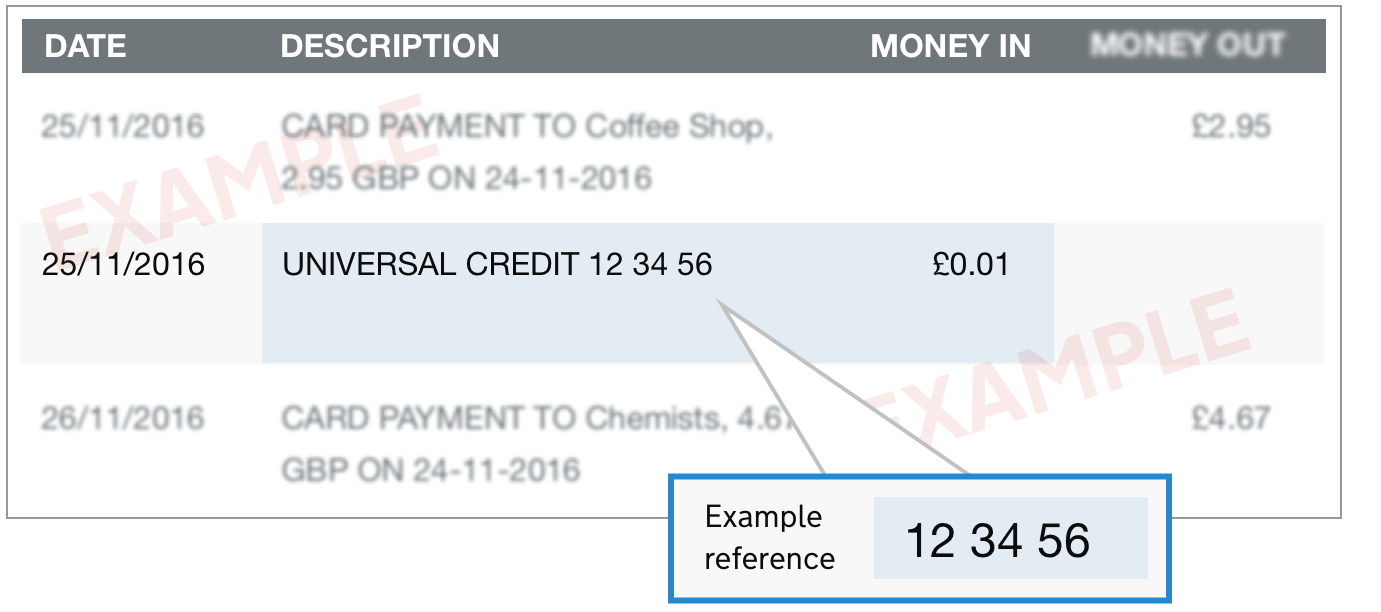 DATE DESCRIPTION MONEY IN MONEY OUT
25/11/2016 CARD PAYMENT TO Coffee Shop, £2.95
2.95 GBP ON 24-11-2016
EXAMPLE
25/11/2016 UNIVERSAL CREDIT 12 34 56 £0.01
EXAMPLE
26/11/2016 CARD PAYMENT TO Chemists, 4.67 £4.67
GBP ON 24-11-2016
Example
reference
12 34 56